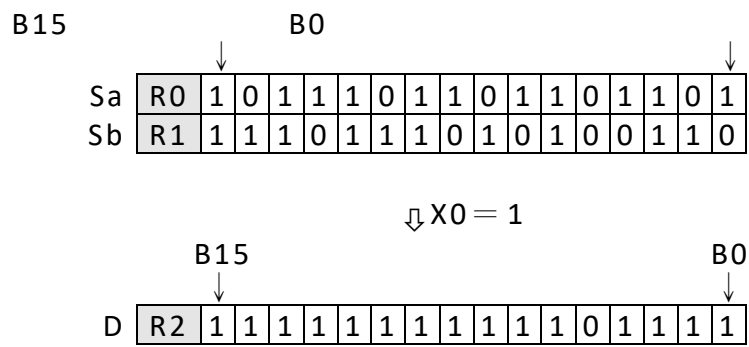 B15 B0
Sa R0 1 0 1 1 1 0 1 1 0 1 1 0 1 1 0 1
Sb R1 1 1 1 0 1 1 1 0 1 0 1 0 0 1 1 0
X0＝1
B15 B0
D R2 1 1 1 1 1 1 1 1 1 1 1 0 1 1 1 1